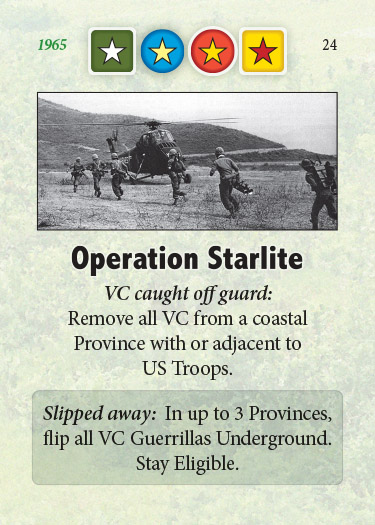 1965
24
Operation Starlite
VC caught off guard:
Remove all VC from a coastal
Province with or adjacent to
US Troops.
Slipped away: In up to 3 Provinces,
flip all VC Guerrillas Underground.
Stay Eligible.